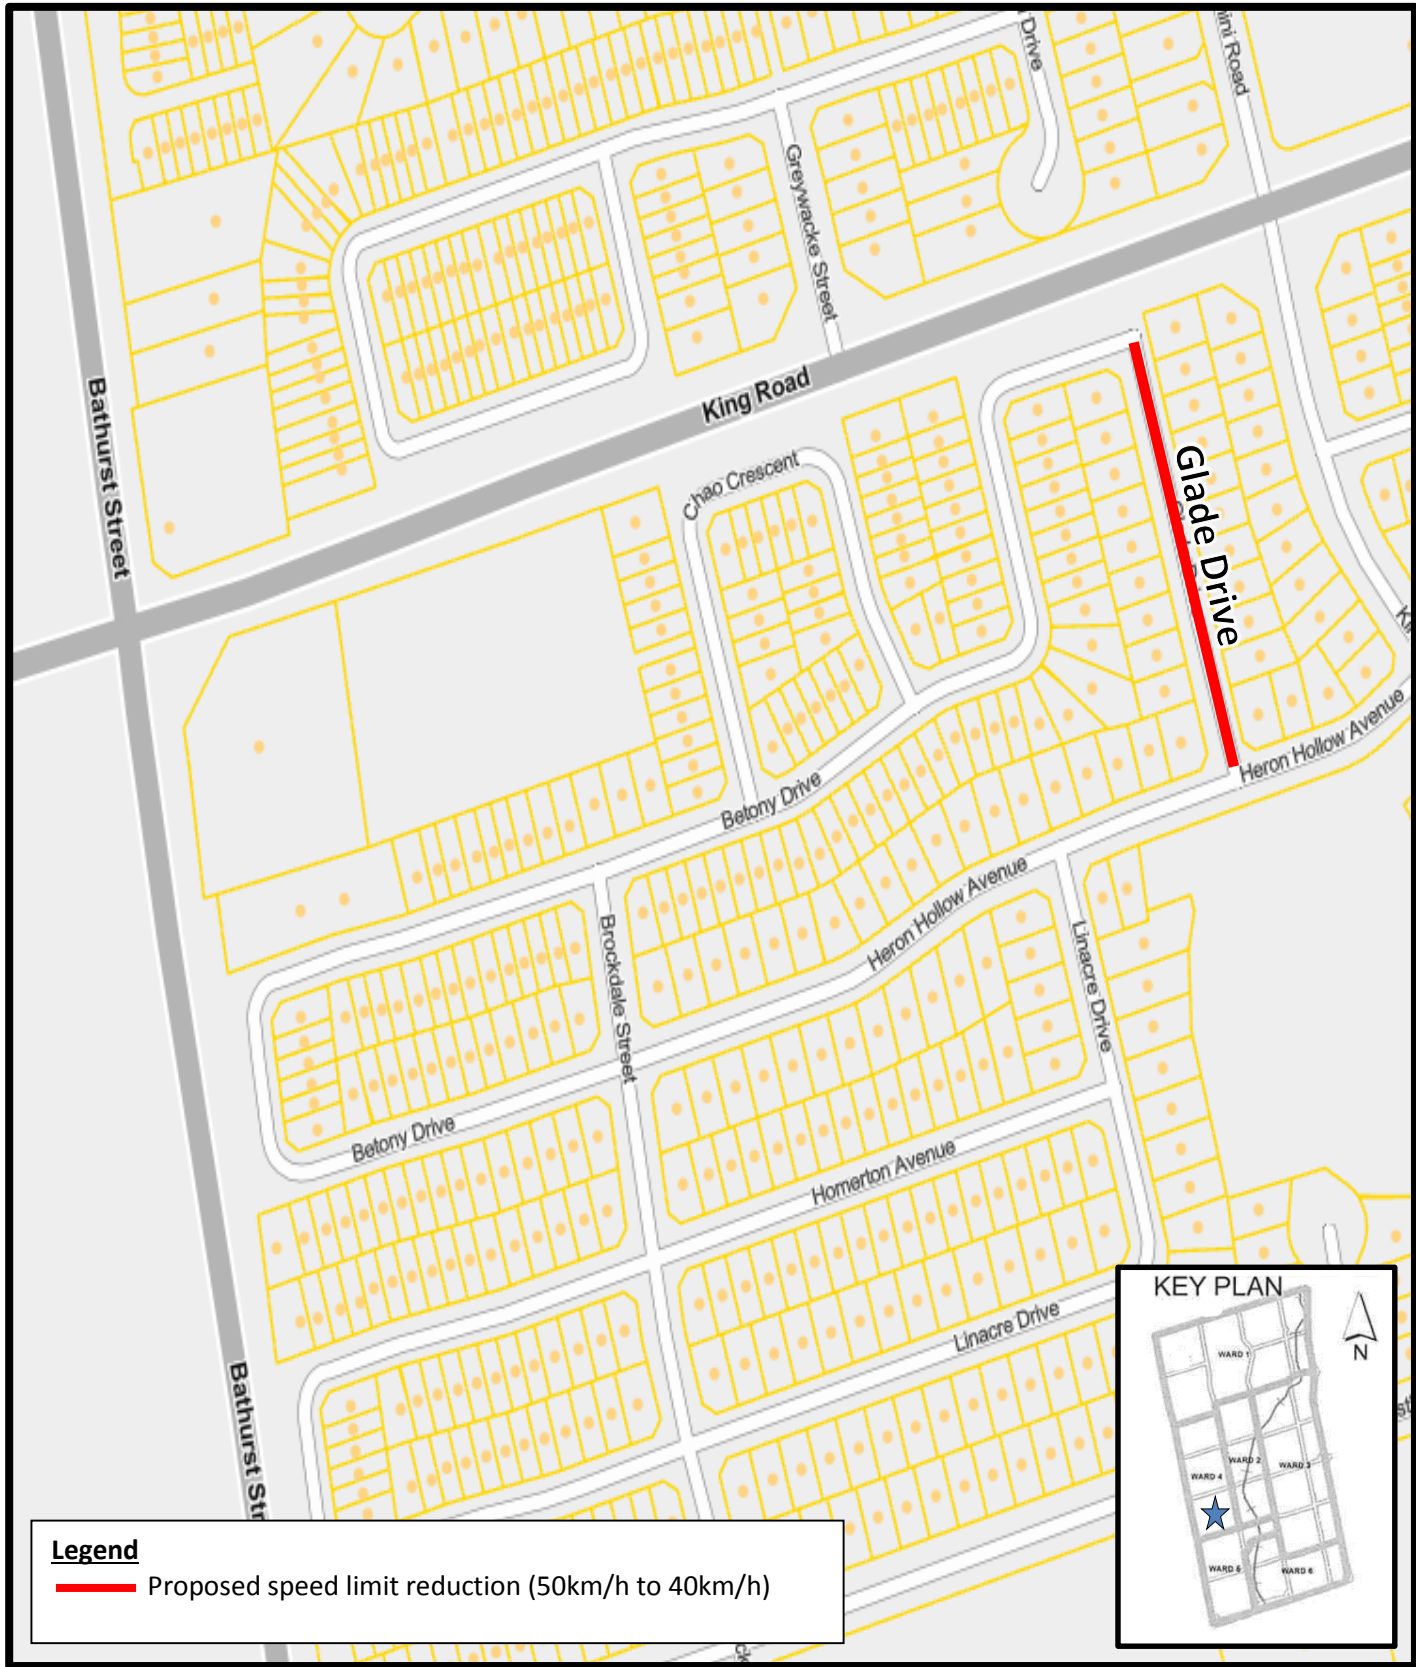 Drive
Greywacke Street
King Road
Bathurst Street
Chao Crescent
Glade Drive
Heron Hollow Avenue
Betony Drive
Heron Hollow Avenue
Brockdale Street
Linacre Drive
Betony Drive
Homerton Avenue
Linacre Drive
Bathurst Str
KEY PLAN
N
WARD 1
WARD 2
WARD 3
WARD 4
WARD 5
WARD 6
Legend
Proposed speed limit reduction (50km/h to 40km/h)